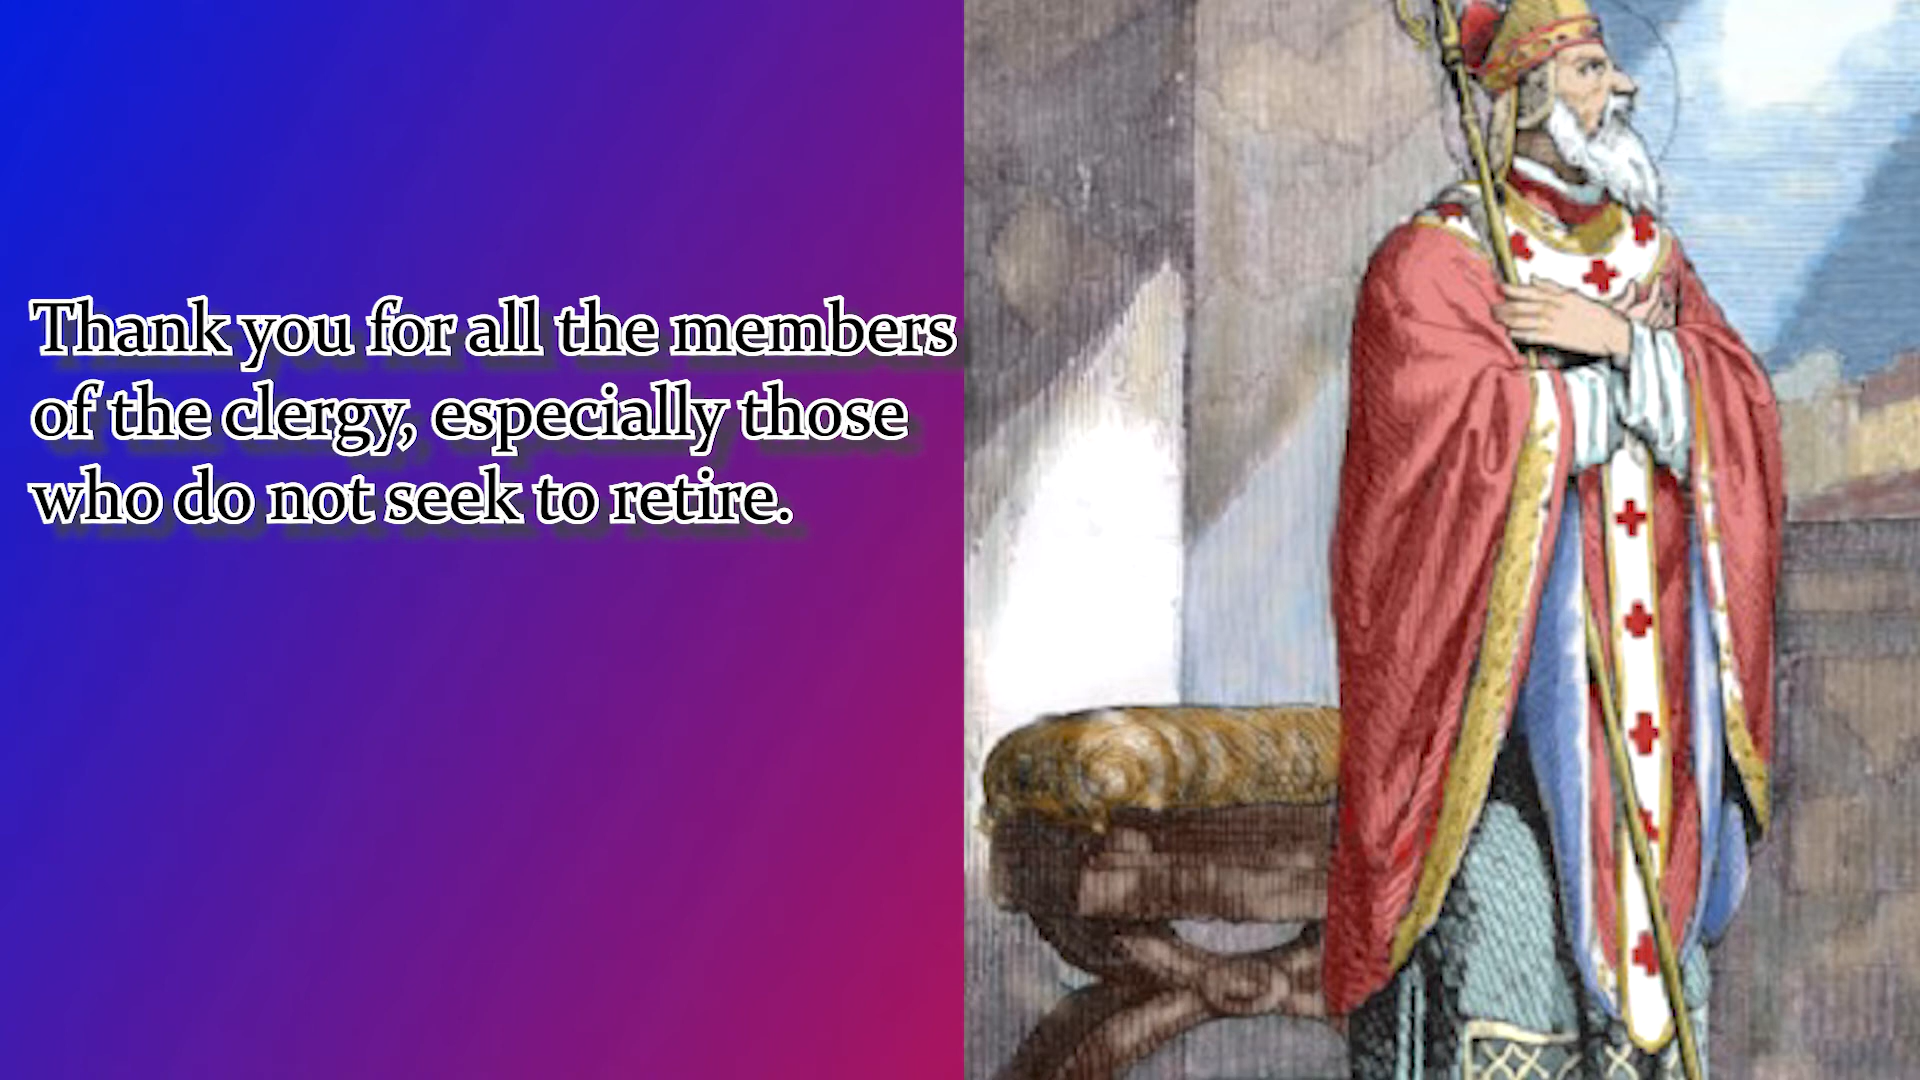 Thank you for all the members
of the clergy, especially those
who do not seek to retire.